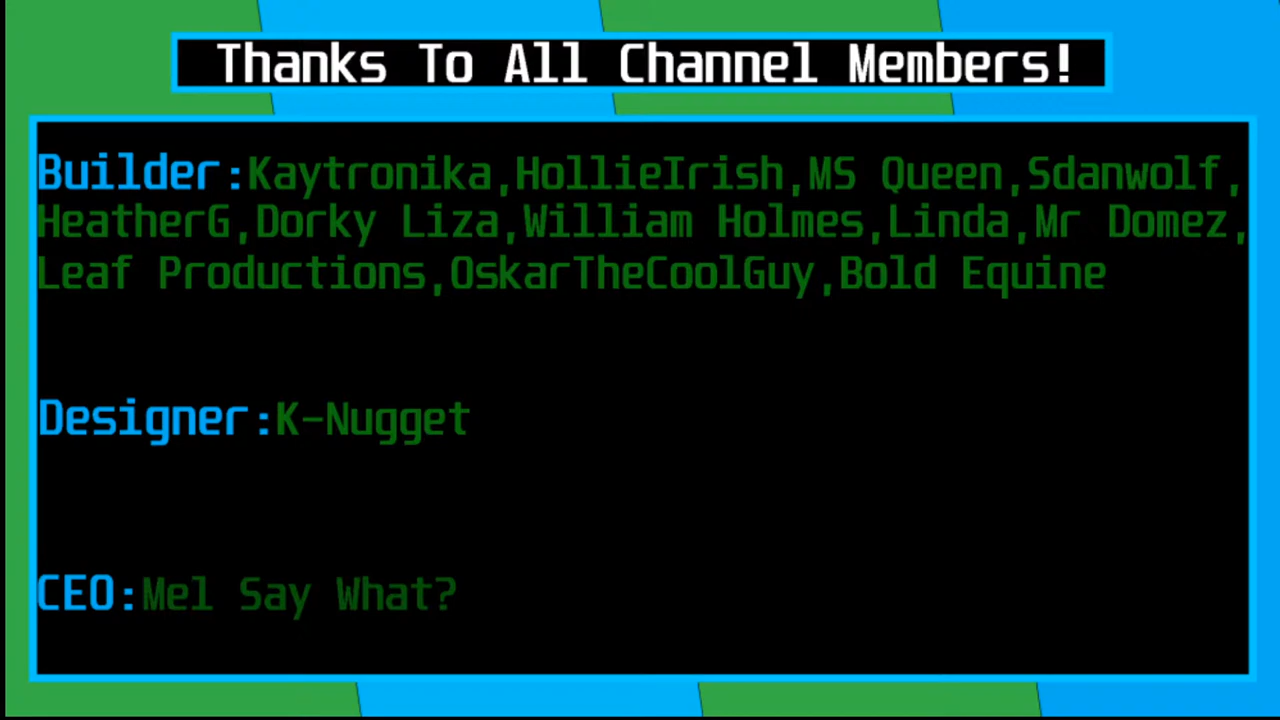 Thanks To All Channel Members!
Builder:Kaytronika,HollieIrish,MS Queen,Sdanwolf,
HeatherG,Dorky Liza,William Holmes,Linda,Mr Domez,
Leaf Productions,OskarTheCoolGuy,Bold Equine
Designer:K-Nugget
CEO:Mel Say What?